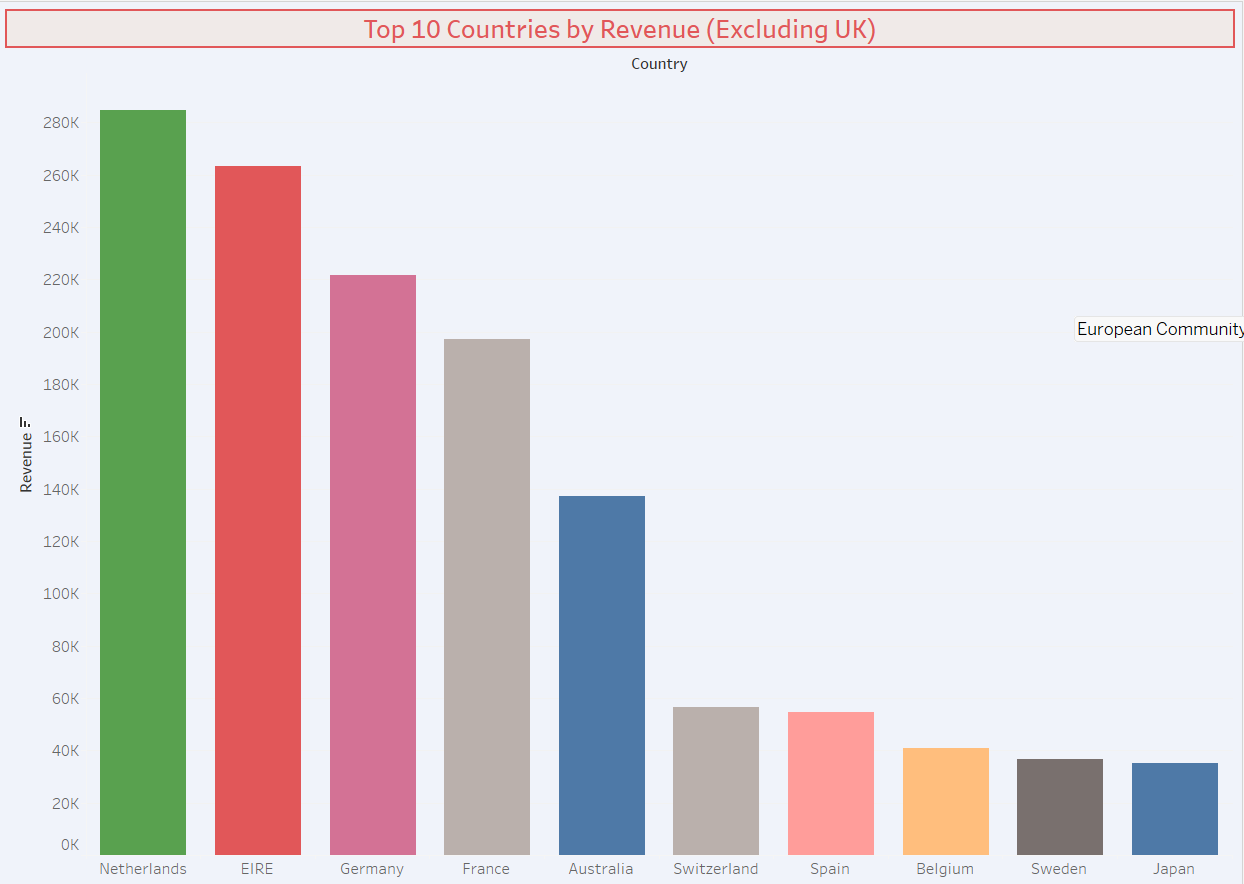 Top 10 Countries by Revenue (Excluding UK)
Country
280K
260K
240K
220K
200K
European Community
180K
160K
Revenue
140K
120K
100K
80K
60K
40K
20K
0K
Netherlands EIRE Germany France Australia Switzerland Spain Belgium Sweden Japan